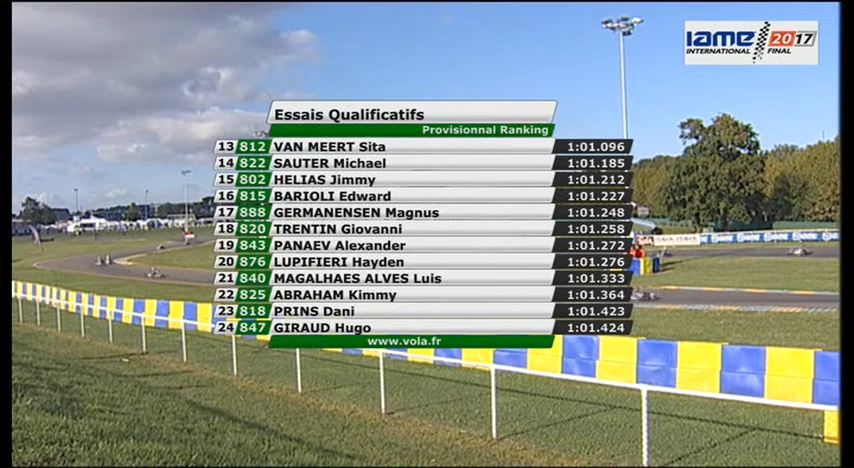 IAME 2017
INTERNATIONAL FINAL
Essais Qualificatifs
Provisionnal Ranking
13 812 VAN MEERT Sita 1:01.096
14 822 SAUTER Michael 1:01.185
15 802 HELIAS Jimmy 1:01.212
16 815 BARIOLI Edward 1:01.227
17 888 GERMANENSEN Magnus 1:01.248
18 820 TRENTIN Giovanni 1:01.258
19 843 PANAEV Alexander 1:01.272
20 876 LUPIFIERI Hayden 1:01.276
21 840 MAGALHAES ALVES Luis 1:01.333
22 825 ABRAHAM Kimmy 1:01.364
23 818 PRINS Dani 1:01.423
24 847 GIRAUD Hugo 1:01.424
www.vola.fr